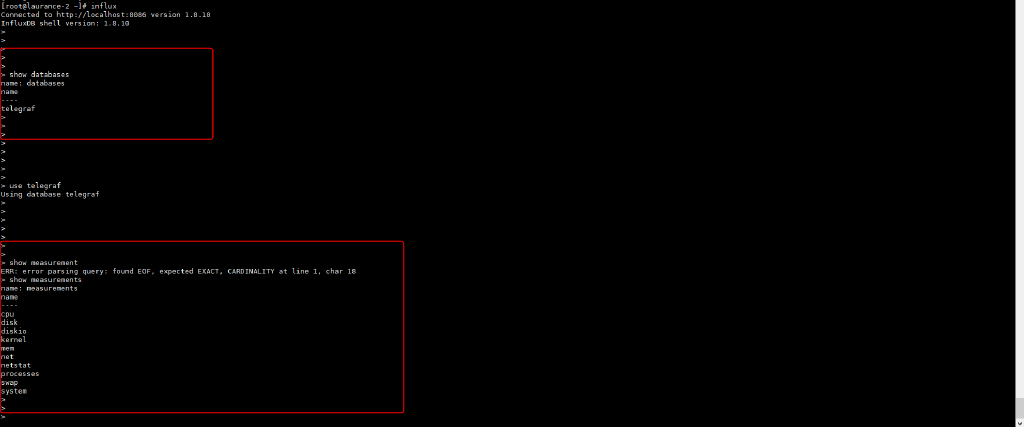 [root@laurance-2 ~]# influx
Connected to http://localhost:8086 version 1.8.10
InfluxDB shell version: 1.8.10
>
>
>
>
>
> show databases
name: databases
name
----
telegraf
>
>
>
>
>
>
>
>
> use telegraf
Using database telegraf
>
>
>
>
>
>
>
> show measurement
ERR: error parsing query: found EOF, expected EXACT, CARDINALITY at line 1, char 18
> show measurements
name: measurements
name
----
cpu
disk
diskio
kernel
mem
net
netstat
processes
swap
system
>
>
>